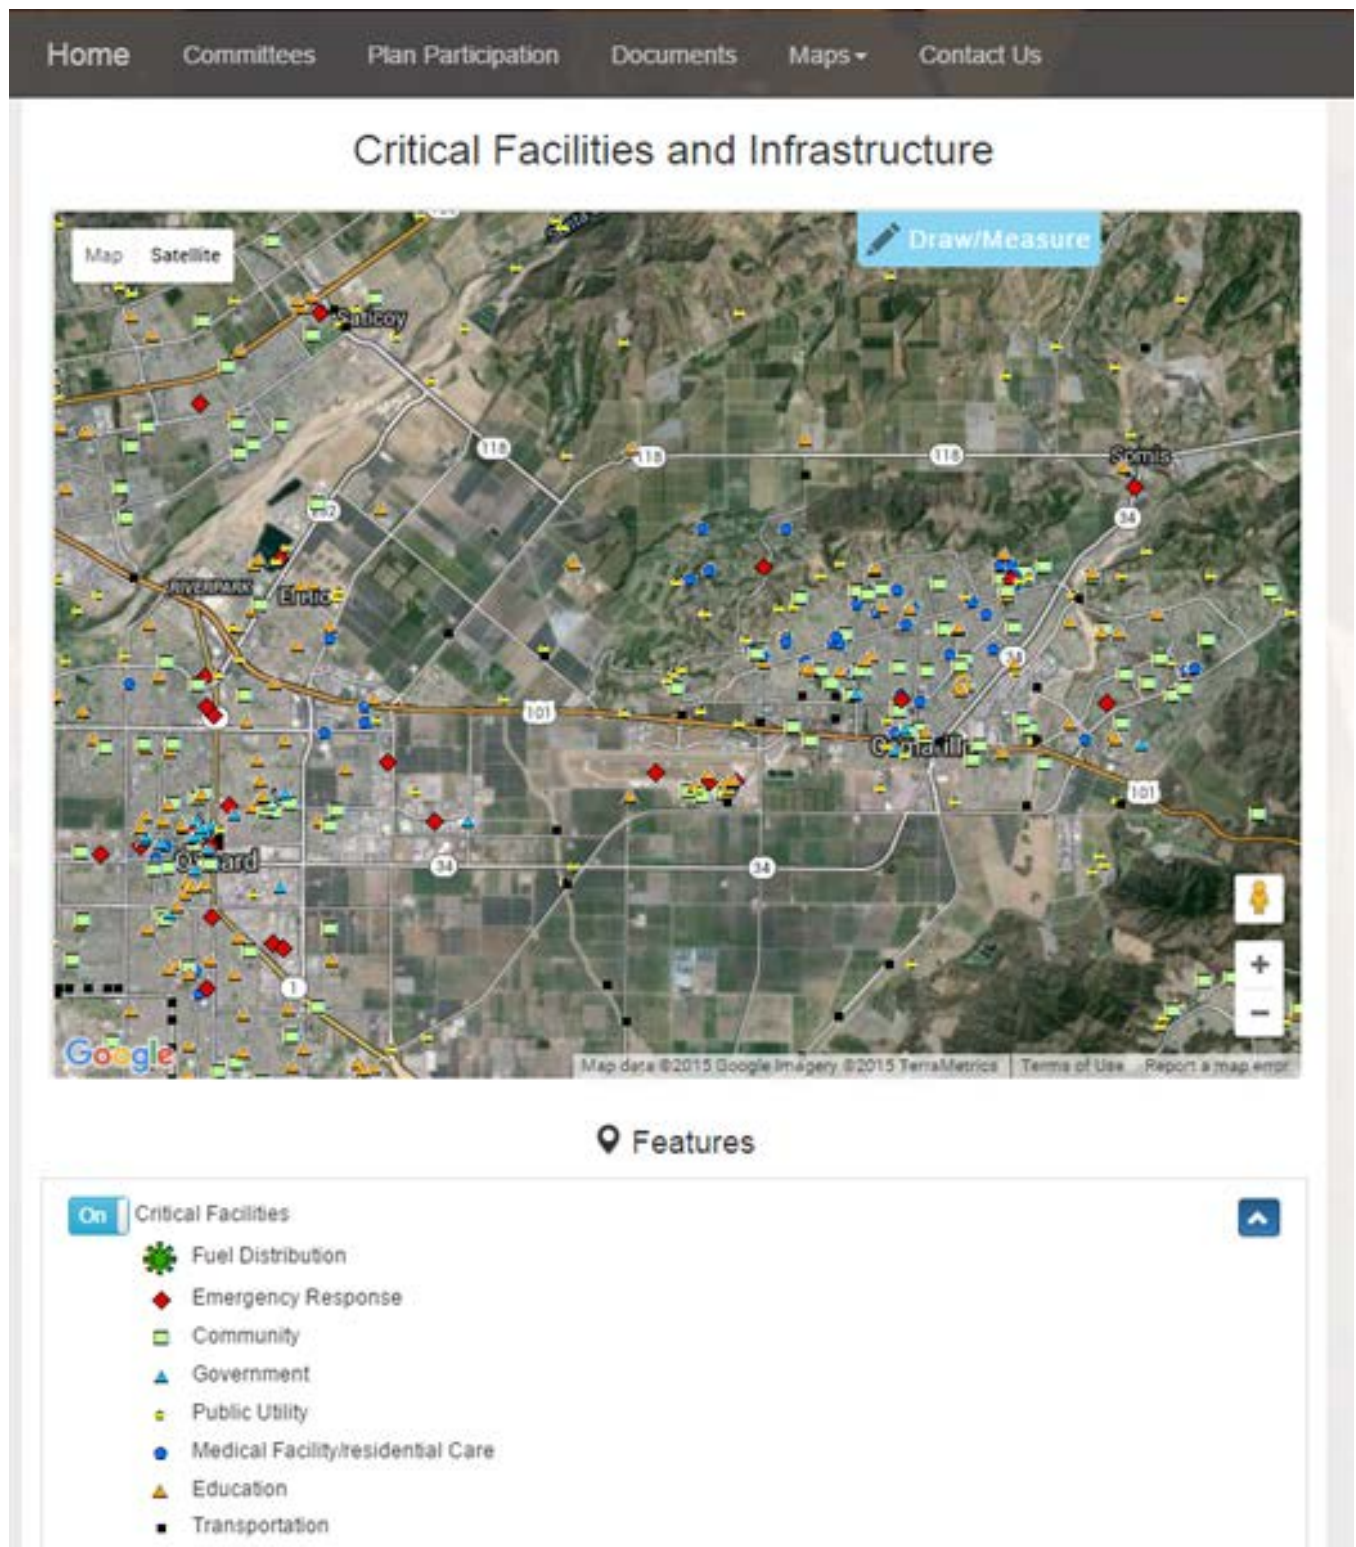 Home Committees Plan Participation Documents Maps Contact Us
Critical Facilities and Infrastructure
Map Satellite
Draw/Measure
Saticoy
118
118
118
Somis
34
RIVERPARK
El Rio
34
101
101
Oxnard
34
34
1
+
−
Google
Map data ©2015 Google Imagery ©2015 TerraMetrics Terms of Use Report a map error
Features
On Critical Facilities
Fuel Distribution
Emergency Response
Community
Government
Public Utility
Medical Facility/residential Care
Education
Transportation